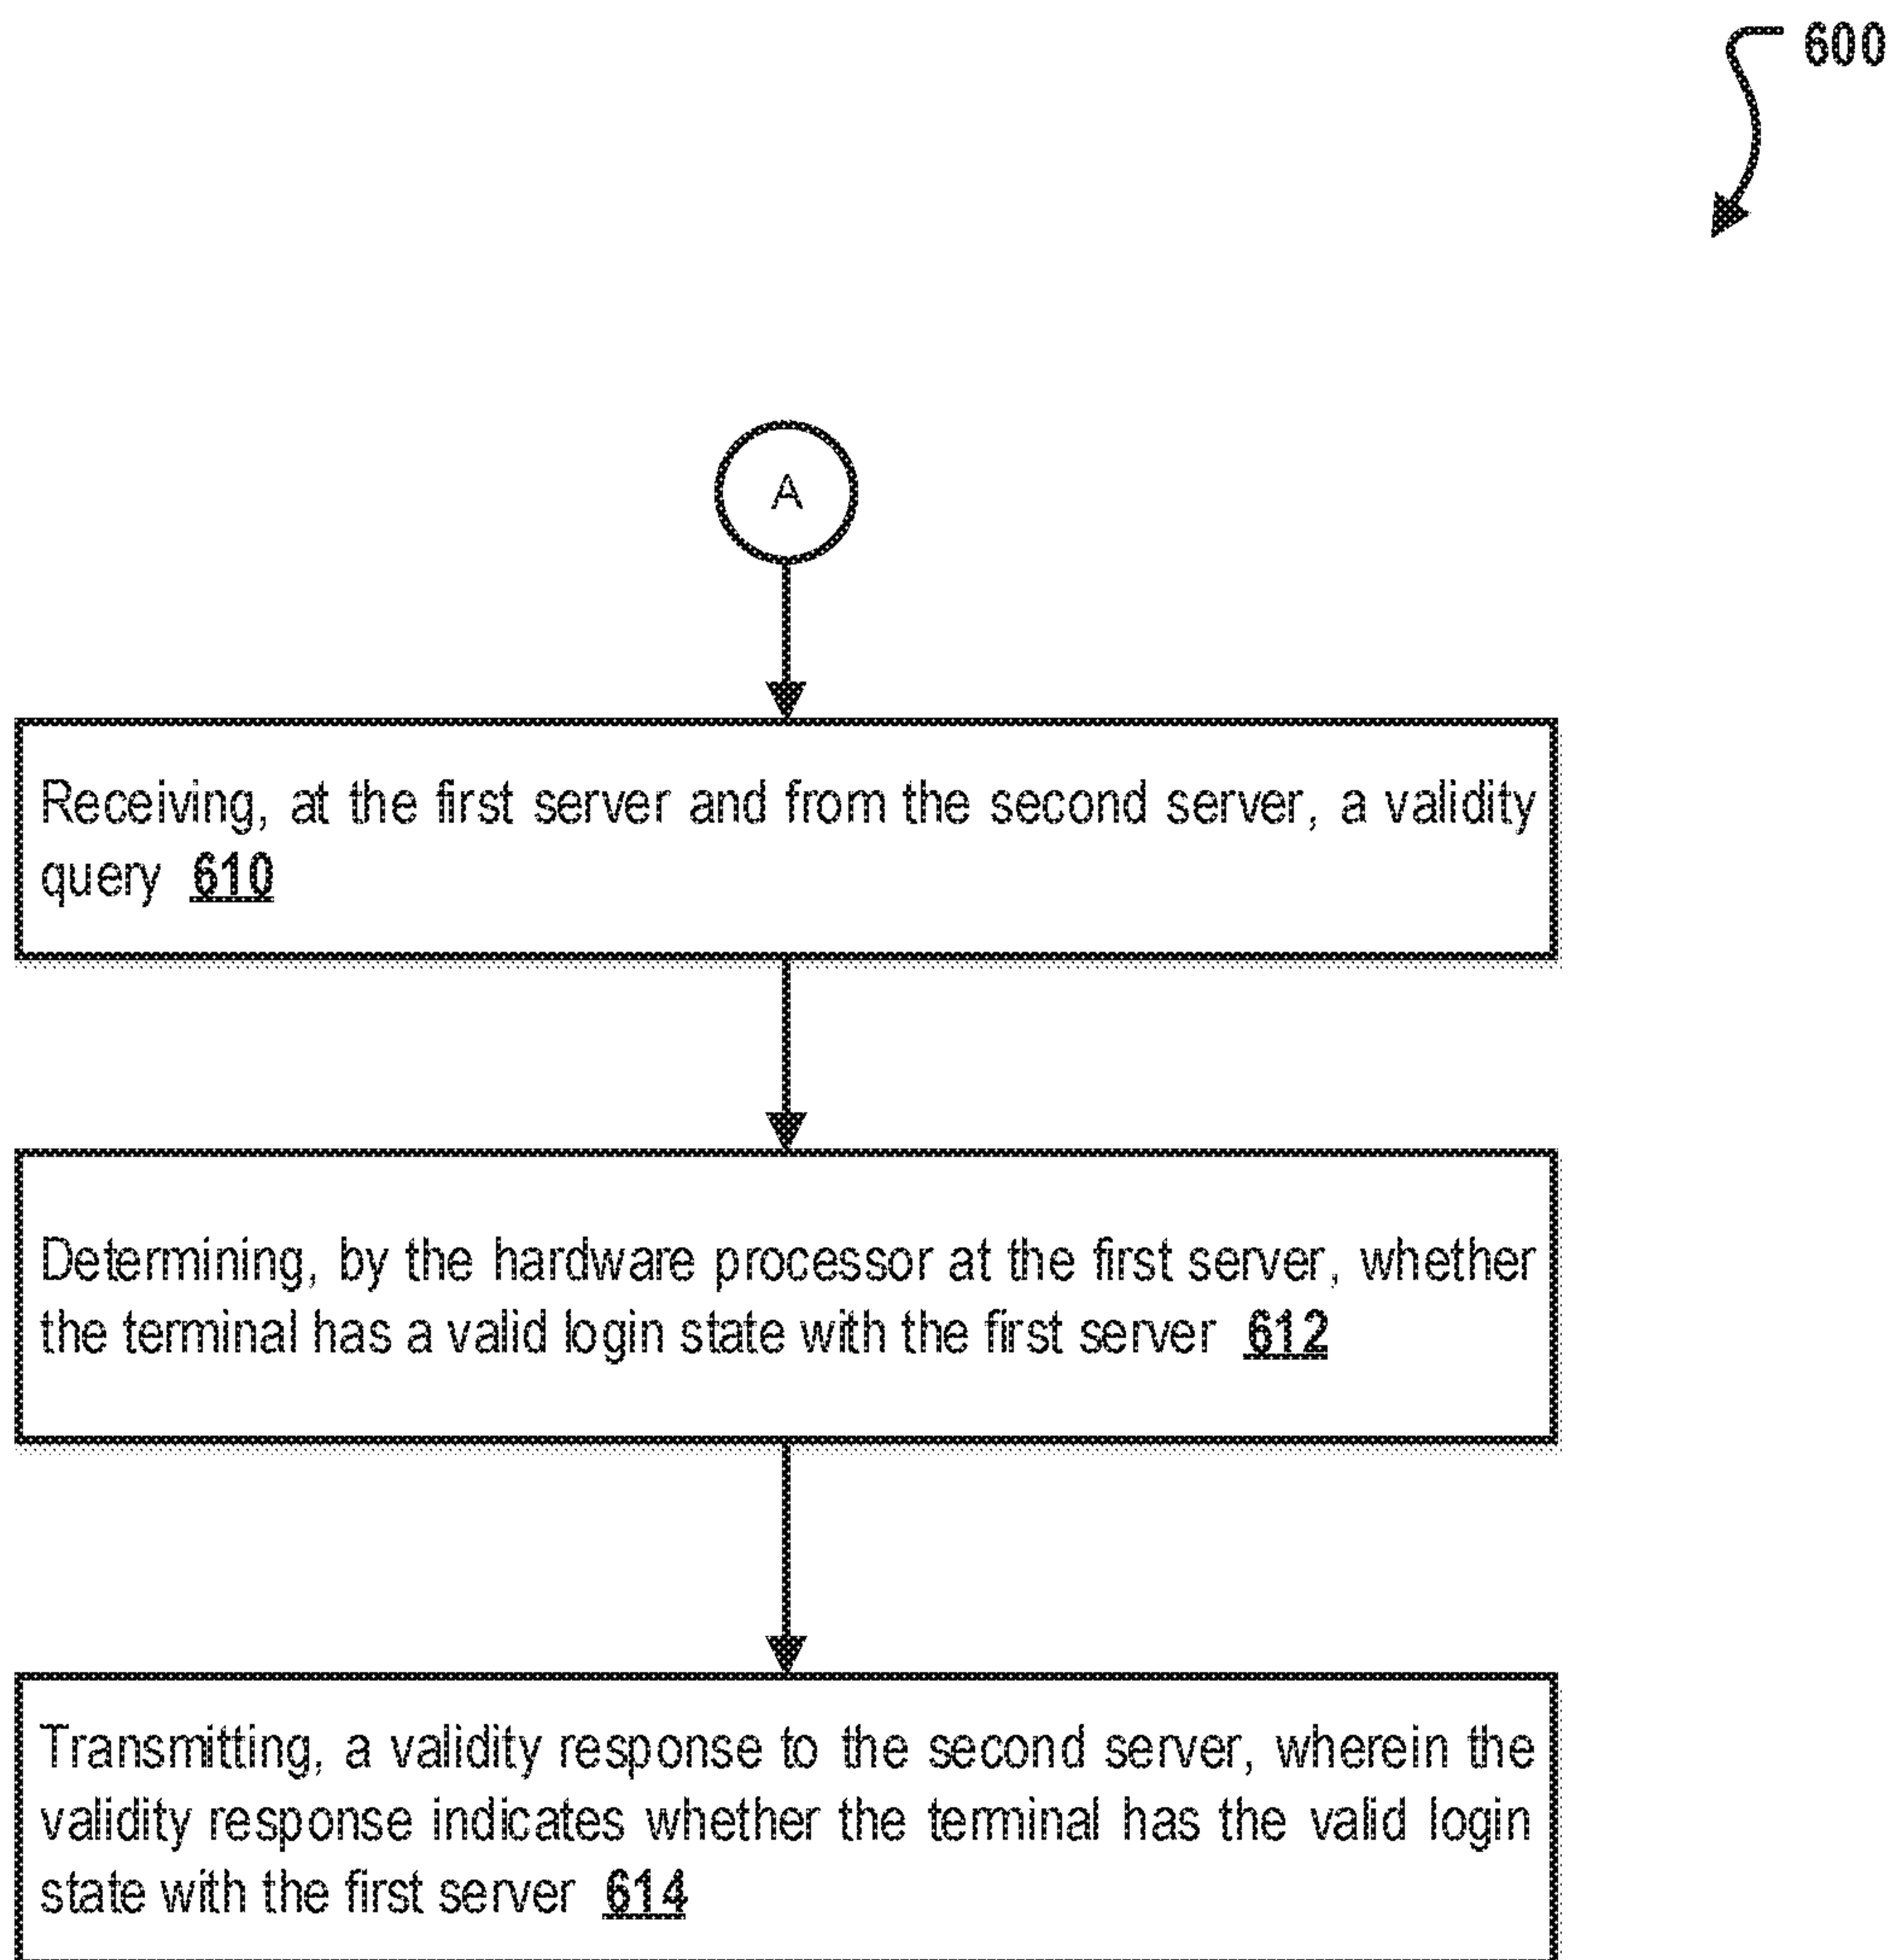 600
A
Receiving, at the first server and from the second server, a validity
query 610
Determining, by the hardware processor at the first server, whether
the terminal has a valid login state with the first server 612
Transmitting, a validity response to the second server, wherein the
validity response indicates whether the terminal has the valid login
state with the first server 614